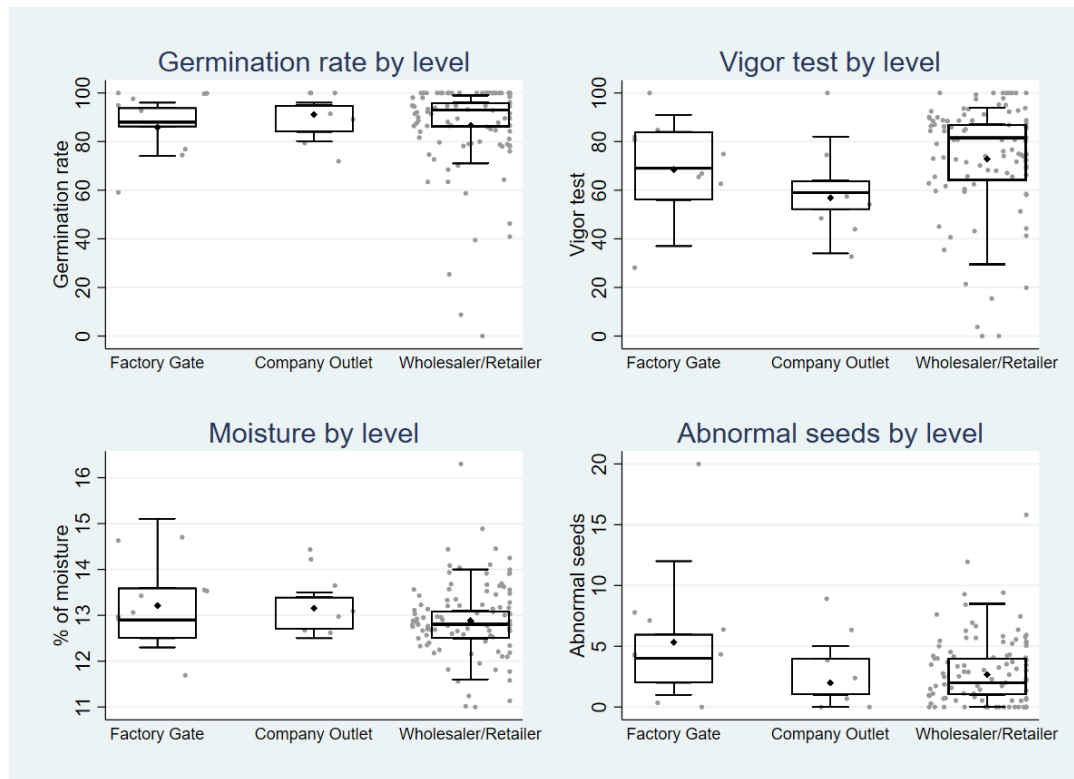 Germination rate by level
Germination rate
0 20 40 60 80 100
Factory Gate Company Outlet Wholesaler/Retailer
Vigor test by level
Vigor test
0 20 40 60 80 100
Factory Gate Company Outlet Wholesaler/Retailer
Moisture by level
% of moisture
11 12 13 14 15 16
Factory Gate Company Outlet Wholesaler/Retailer
Abnormal seeds by level
Abnormal seeds
0 5 10 15 20
Factory Gate Company Outlet Wholesaler/Retailer